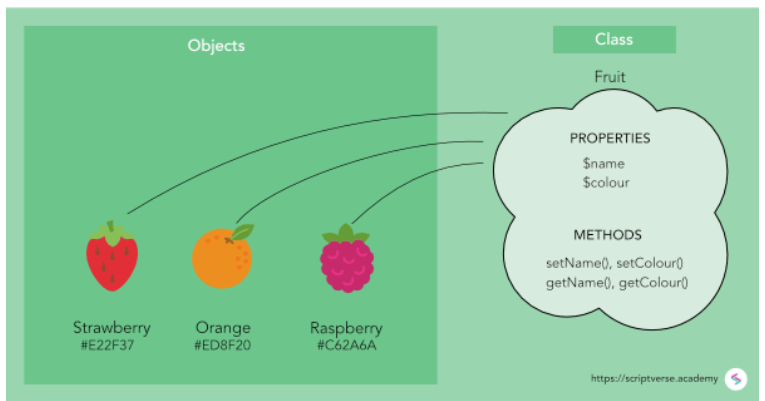 Objects
Strawberry
#E22F37
Orange
#ED8F20
Raspberry
#C62A6A
Class
Fruit
PROPERTIES
$name
$colour
METHODS
setName(), setColour()
getName(), getColour()
https://scriptverse.academy